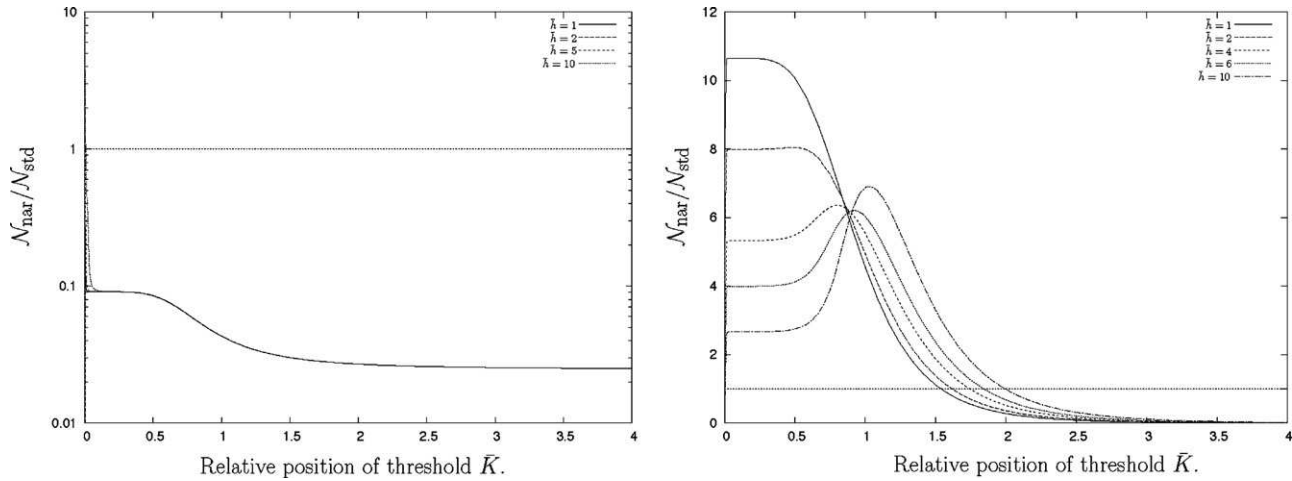 10
1
0.1
0.01
𝒩nar/𝒩std
h̄ = 1
h̄ = 2
h̄ = 5
h̄ = 10
0 0.5 1 1.5 2 2.5 3 3.5 4
Relative position of threshold K̄.
12
10
8
6
4
2
0
𝒩nar/𝒩std
h̄ = 1
h̄ = 2
h̄ = 4
h̄ = 6
h̄ = 10
0 0.5 1 1.5 2 2.5 3 3.5 4
Relative position of threshold K̄.